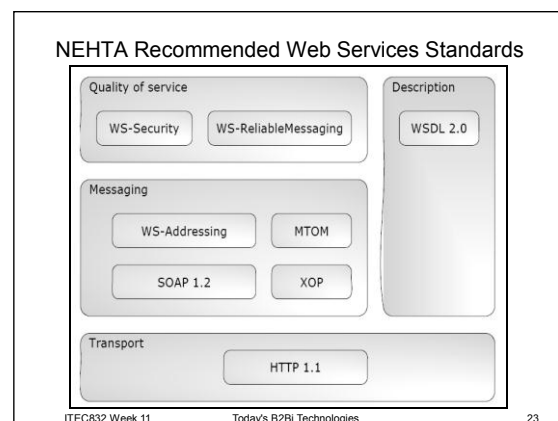 NEHTA Recommended Web Services Standards
Quality of service
WS-Security
WS-ReliableMessaging
Description
WSDL 2.0
Messaging
WS-Addressing
MTOM
SOAP 1.2
XOP
Transport
HTTP 1.1
ITEC832 Week 11
Today's B2Bi Technologies
23